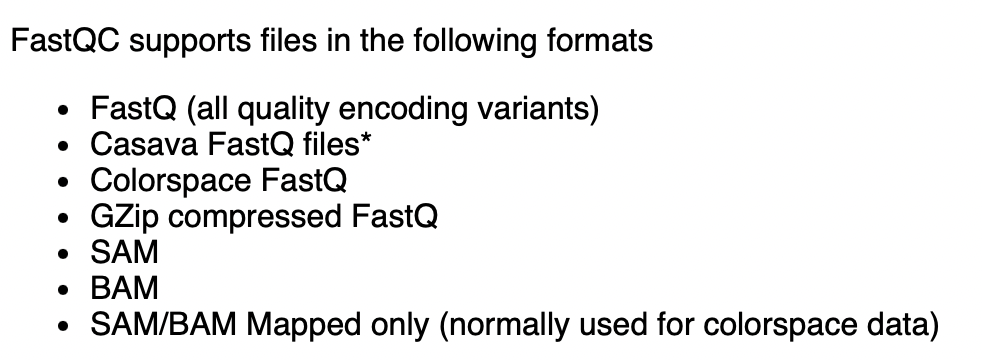 FastQC supports files in the following formats
• FastQ (all quality encoding variants)
• Casava FastQ files*
• Colorspace FastQ
• GZip compressed FastQ
• SAM
• BAM
• SAM/BAM Mapped only (normally used for colorspace data)